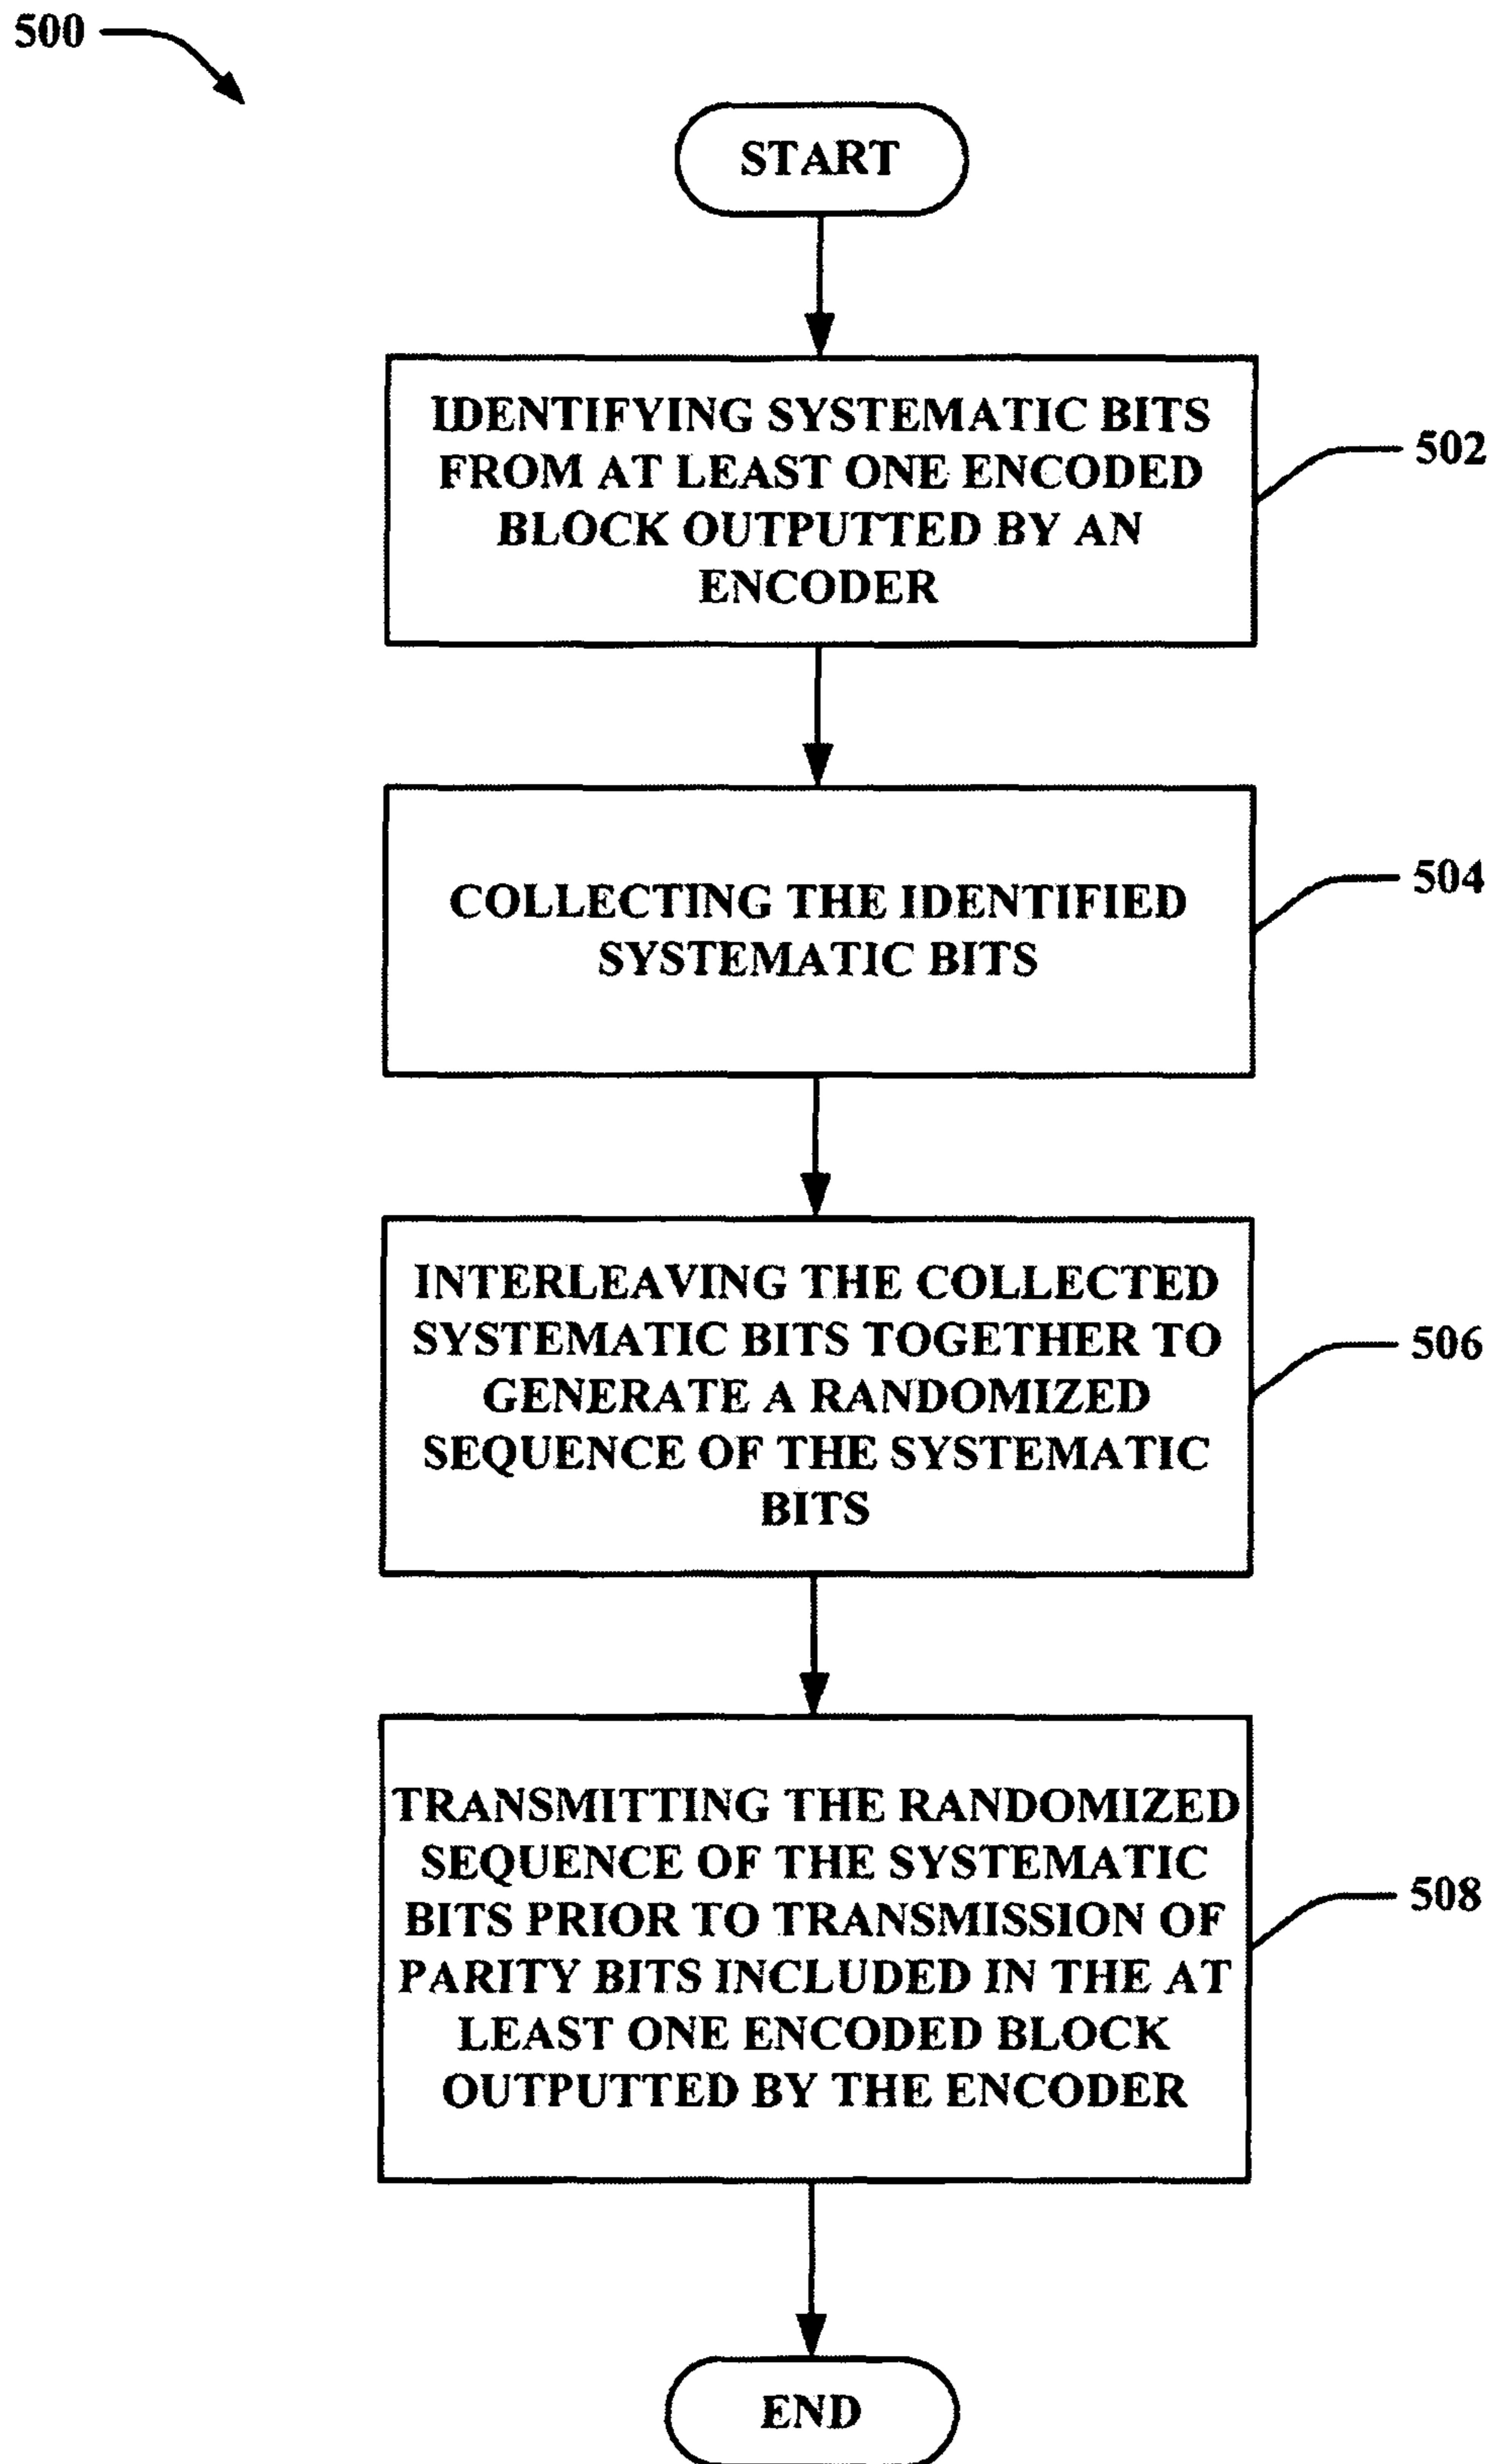 500
START
IDENTIFYING SYSTEMATIC BITS
FROM AT LEAST ONE ENCODED
BLOCK OUTPUTTED BY AN
ENCODER
502
COLLECTING THE IDENTIFIED
SYSTEMATIC BITS
504
INTERLEAVING THE COLLECTED
SYSTEMATIC BITS TOGETHER TO
GENERATE A RANDOMIZED
SEQUENCE OF THE SYSTEMATIC
BITS
506
TRANSMITTING THE RANDOMIZED
SEQUENCE OF THE SYSTEMATIC
BITS PRIOR TO TRANSMISSION OF
PARITY BITS INCLUDED IN THE AT
LEAST ONE ENCODED BLOCK
OUTPUTTED BY THE ENCODER
508
END